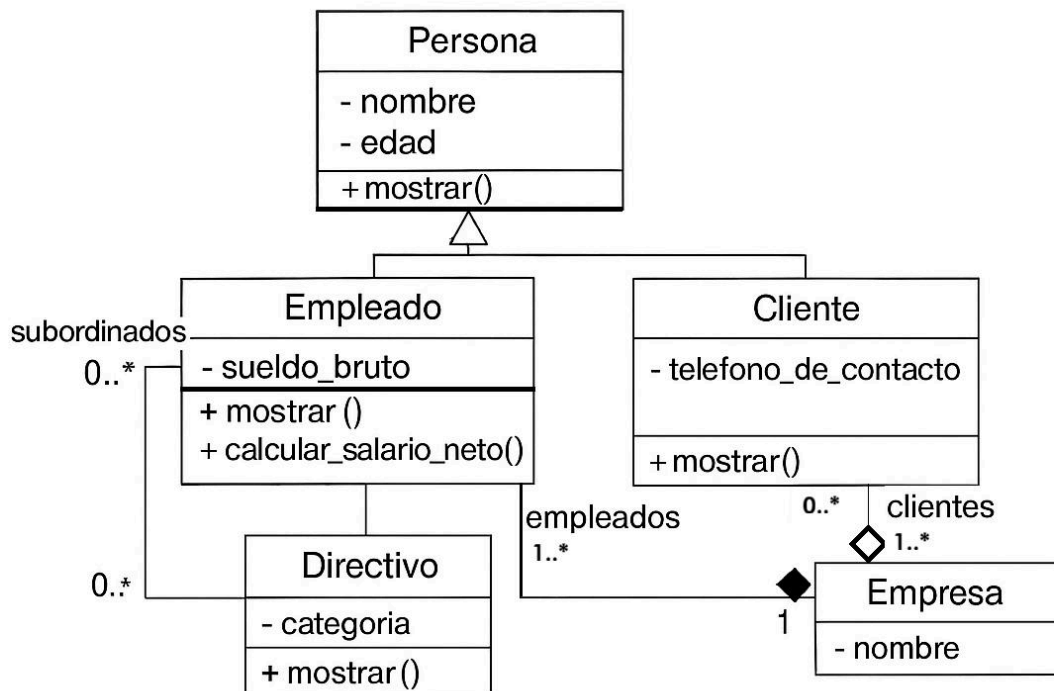 Persona
- nombre
- edad
+ mostrar()
Empleado
- sueldo_bruto
+ mostrar ()
+ calcular_salario_neto()
Cliente
- telefono_de_contacto
+ mostrar()
subordinados
0..*
0..*
Directivo
- categoria
+ mostrar ()
empleados
1..*
1
0..*
clientes
1..*
Empresa
- nombre